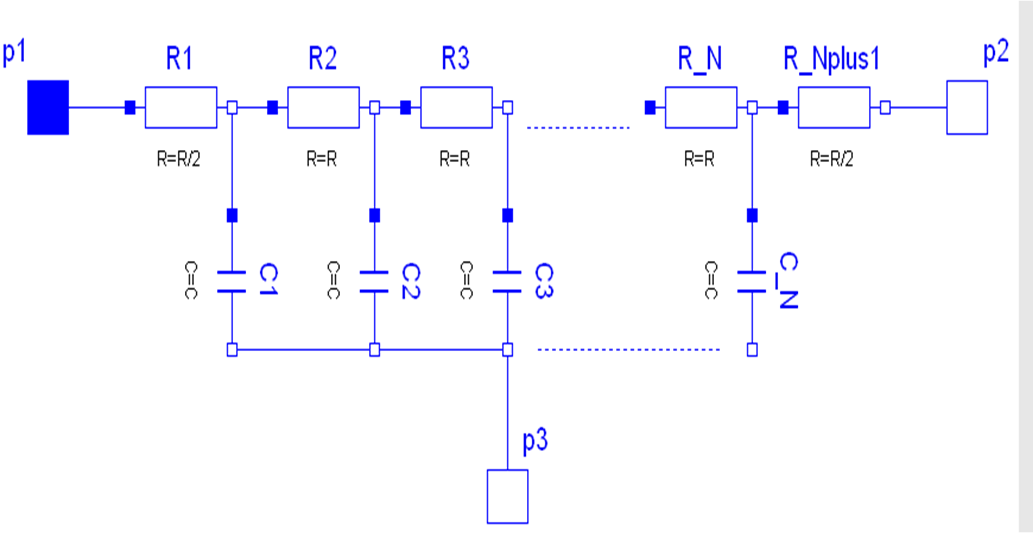 p1
R1
R2
R3
R_N
R_Nplus1
p2
R=R/2
R=R
R=R
R=R
R=R/2
C=C
C1
C=C
C2
C=C
C3
C=C
C_N
p3